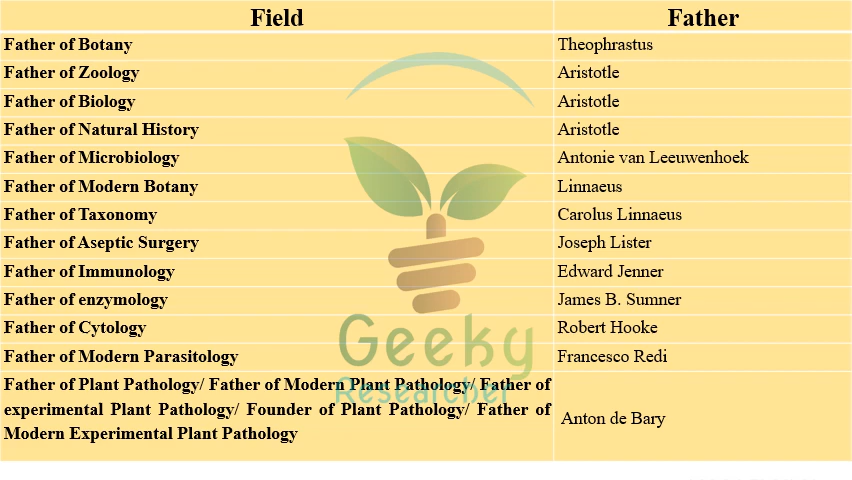 Field Father
Father of Botany Theophrastus
Father of Zoology Aristotle
Father of Biology Aristotle
Father of Natural History Aristotle
Father of Microbiology Antonie van Leeuwenhoek
Father of Modern Botany Linnaeus
Father of Taxonomy Carolus Linnaeus
Father of Aseptic Surgery Joseph Lister
Father of Immunology Edward Jenner
Father of enzymology James B. Sumner
Father of Cytology Robert Hooke
Father of Modern Parasitology Francesco Redi
Father of Plant Pathology/ Father of Modern Plant Pathology/ Father of
experimental Plant Pathology/ Founder of Plant Pathology/ Father of
Modern Experimental Plant Pathology
Anton de Bary
Geeky
Researcher